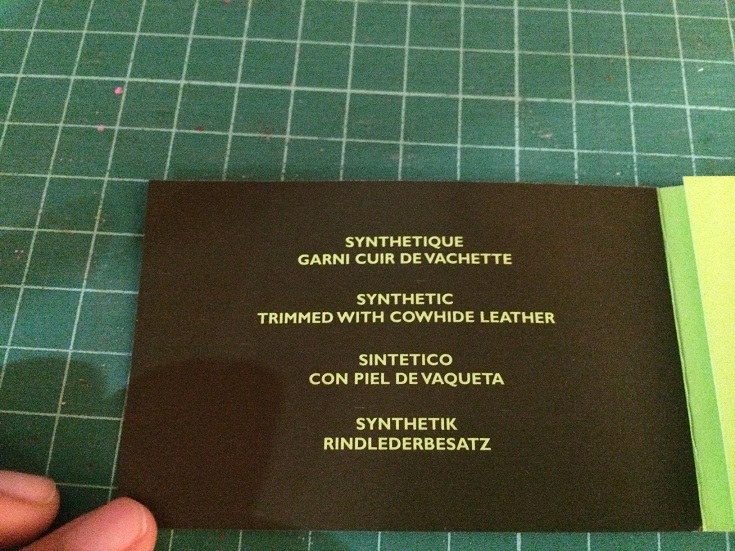 SYNTHETIQUE
GARNI CUIR DE VACHETTE
SYNTHETIC
TRIMMED WITH COWHIDE LEATHER
SINTETICO
CON PIEL DE VAQUETA
SYNTHETIK
RINDLEDERBESATZ